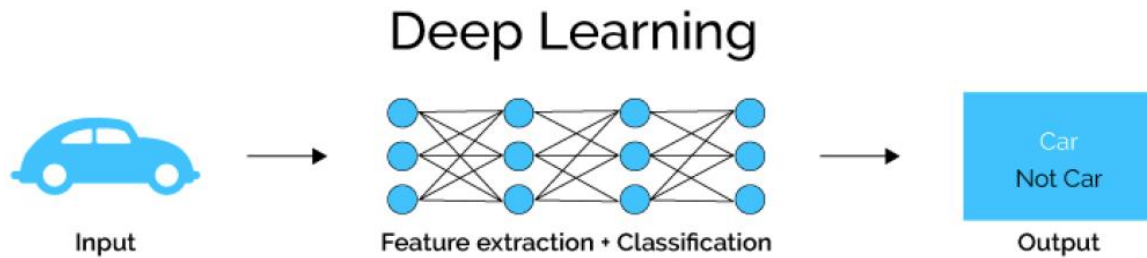 Deep Learning
Car
Not Car
Input
Feature extraction + Classification
Output